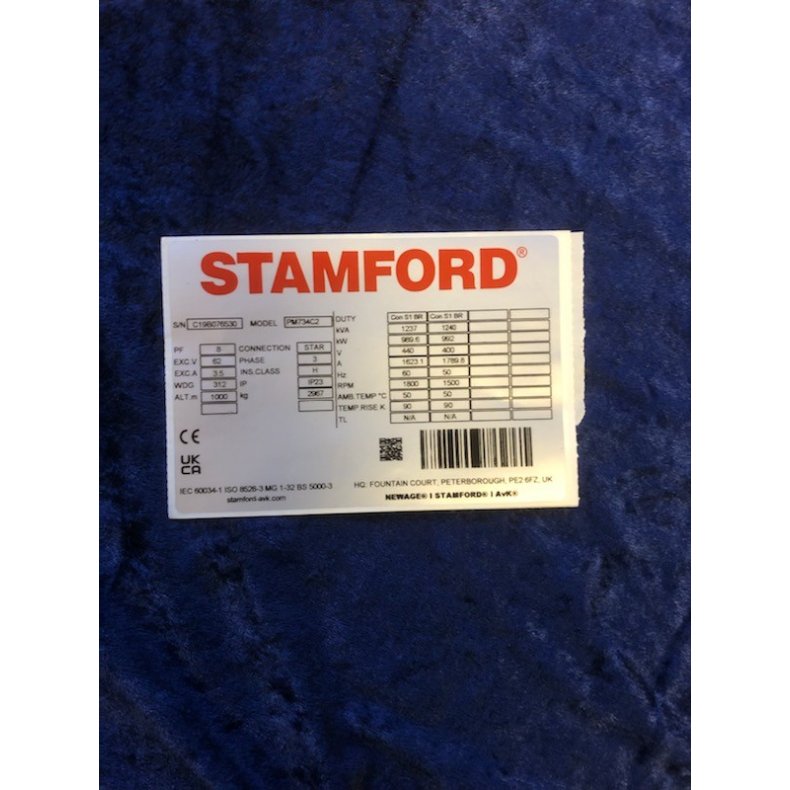 STAMFORD®
S/N C19B076530 MODEL PM734C2
PF 8 CONNECTION STAR
EXC.V 62 PHASE 3
EXC.A 3.5 INS.CLASS H
WDG 312 IP IP23
ALT.m 1000 kg 2967
DUTY Con S1 BR Con S1 BR
kVA 1237 1240
kW 989.6 992
V 440 400
A 1623.1 1789.8
Hz 60 50
RPM 1800 1500
AMB.TEMP °C 50 50
TEMP.RISE K 90 90
TL N/A N/A
CE
UK
CA
IEC 60034-1 ISO 8528-3 MG 1-32 BS 5000-3
stamford-avk.com
HQ: FOUNTAIN COURT, PETERBOROUGH, PE2 6FZ, UK
NEWAGE® I STAMFORD® I AvK®